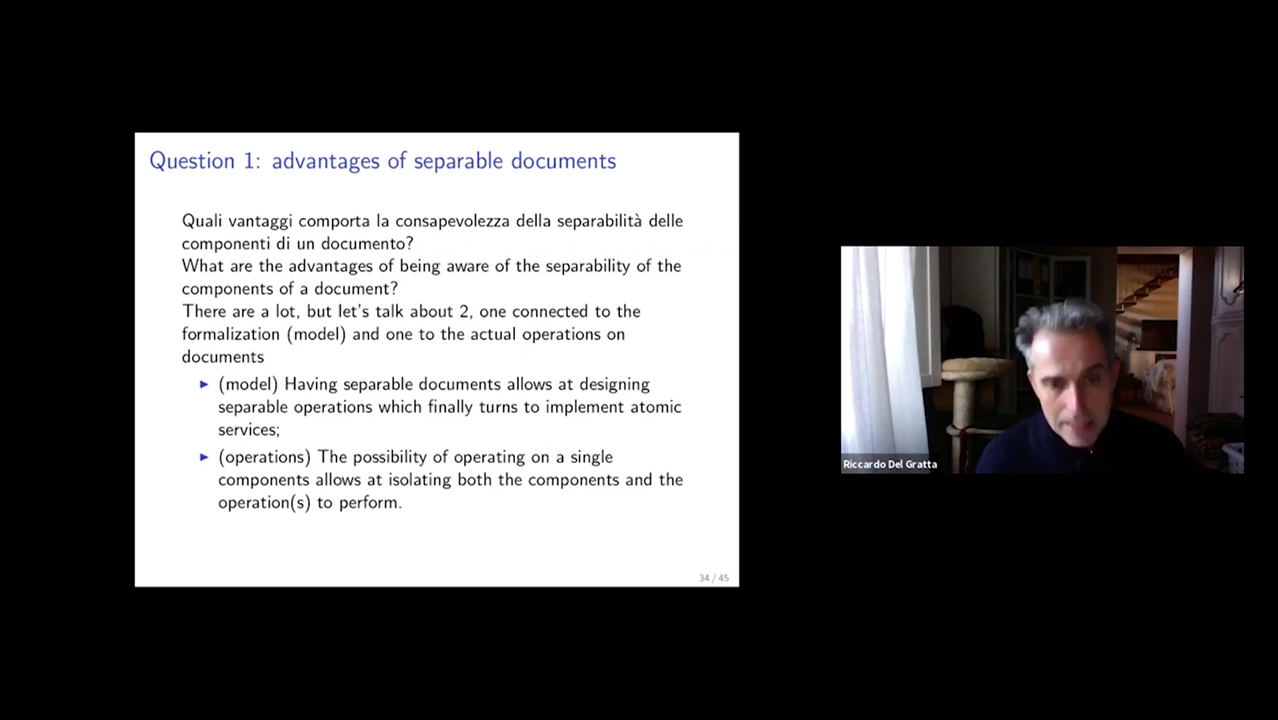 Question 1: advantages of separable documents
Quali vantaggi comporta la consapevolezza della separabilità delle
componenti di un documento?
What are the advantages of being aware of the separability of the
components of a document?
There are a lot, but let's talk about 2, one connected to the
formalization (model) and one to the actual operations on
documents
► (model) Having separable documents allows at designing
separable operations which finally turns to implement atomic
services;
► (operations) The possibility of operating on a single
components allows at isolating both the components and the
operation(s) to perform.
34 / 45
Riccardo Del Gratta